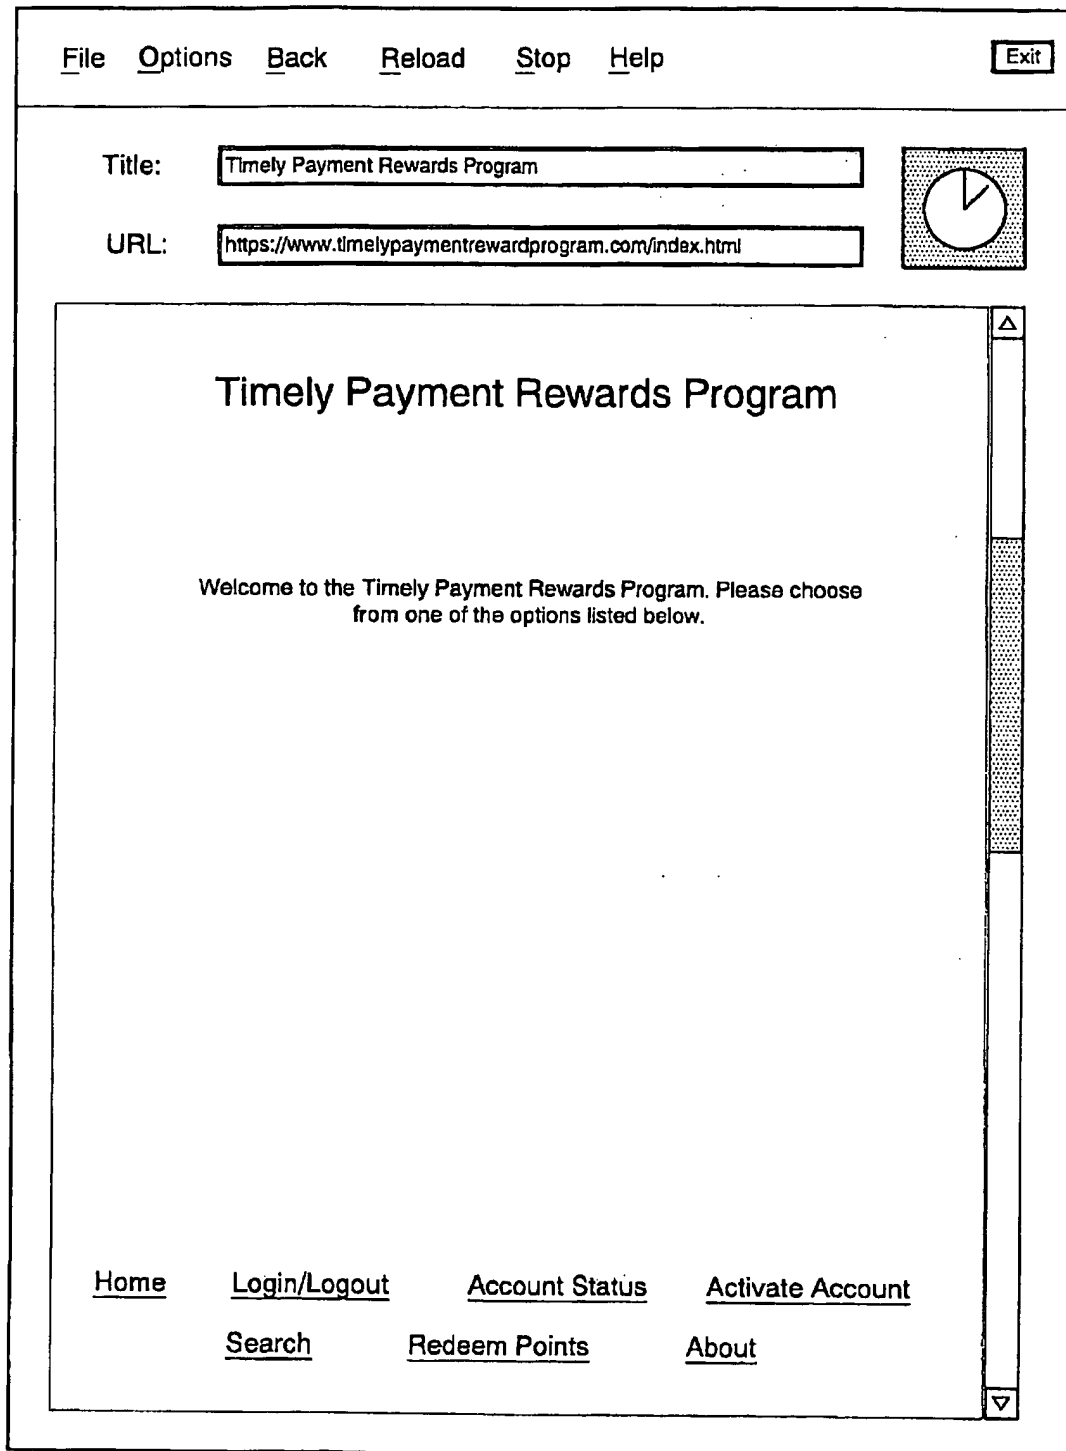 File Options Back Reload Stop Help Exit
Title: Timely Payment Rewards Program
URL: https://www.timelypaymentrewardprogram.com/index.html
Timely Payment Rewards Program
Welcome to the Timely Payment Rewards Program. Please choose
from one of the options listed below.
Home Login/Logout Account Status Activate Account
Search Redeem Points About